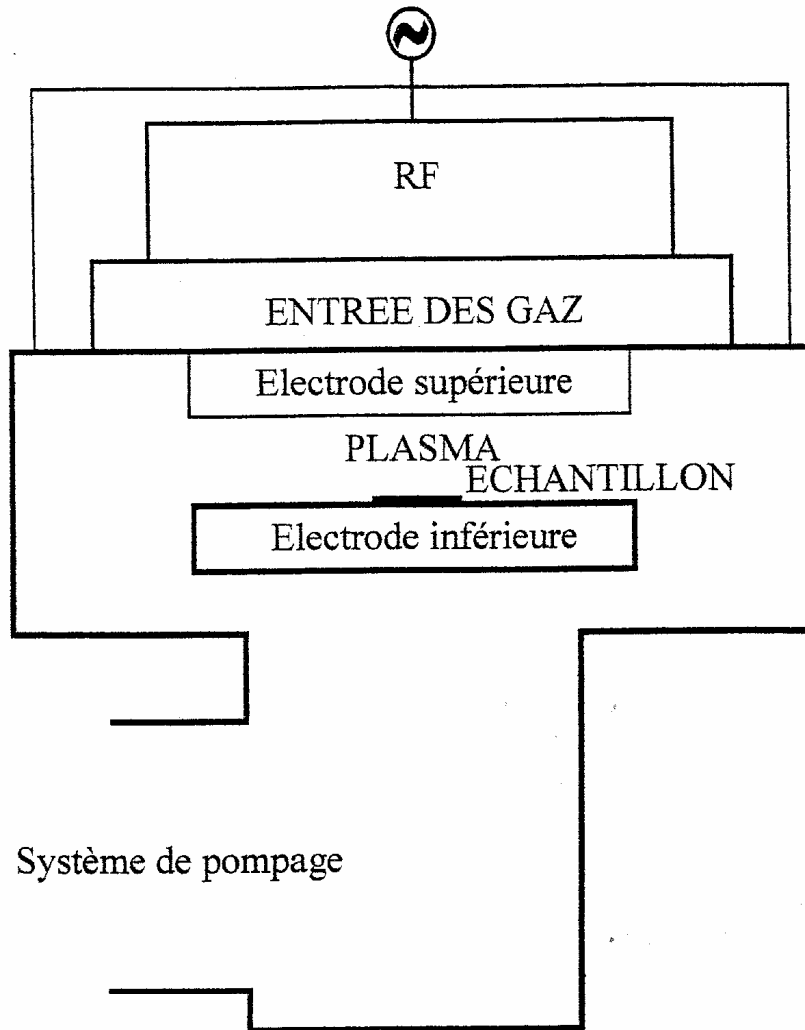 RF
ENTREE DES GAZ
Electrode supérieure
PLASMA
ECHANTILLON
Electrode inférieure
Système de pompage